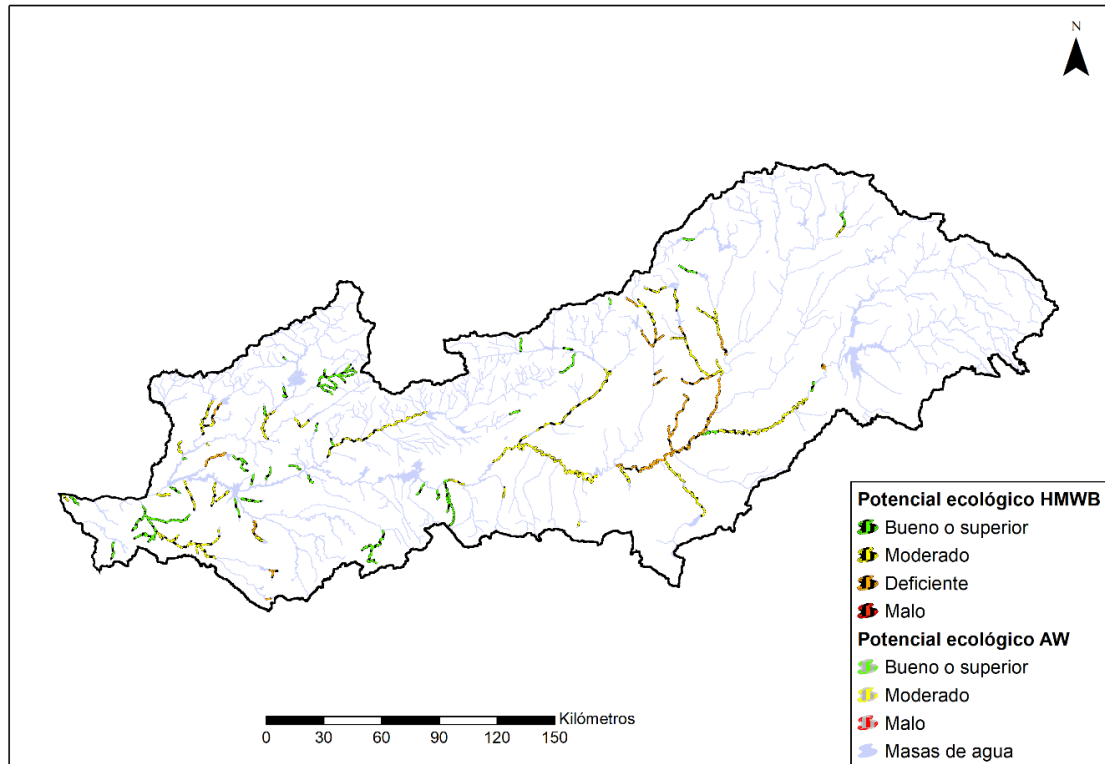 N
Potencial ecológico HMWB
Bueno o superior
Moderado
Deficiente
Malo
Potencial ecológico AW
Bueno o superior
Moderado
Malo
Masas de agua
Kilómetros
0 30 60 90 120 150